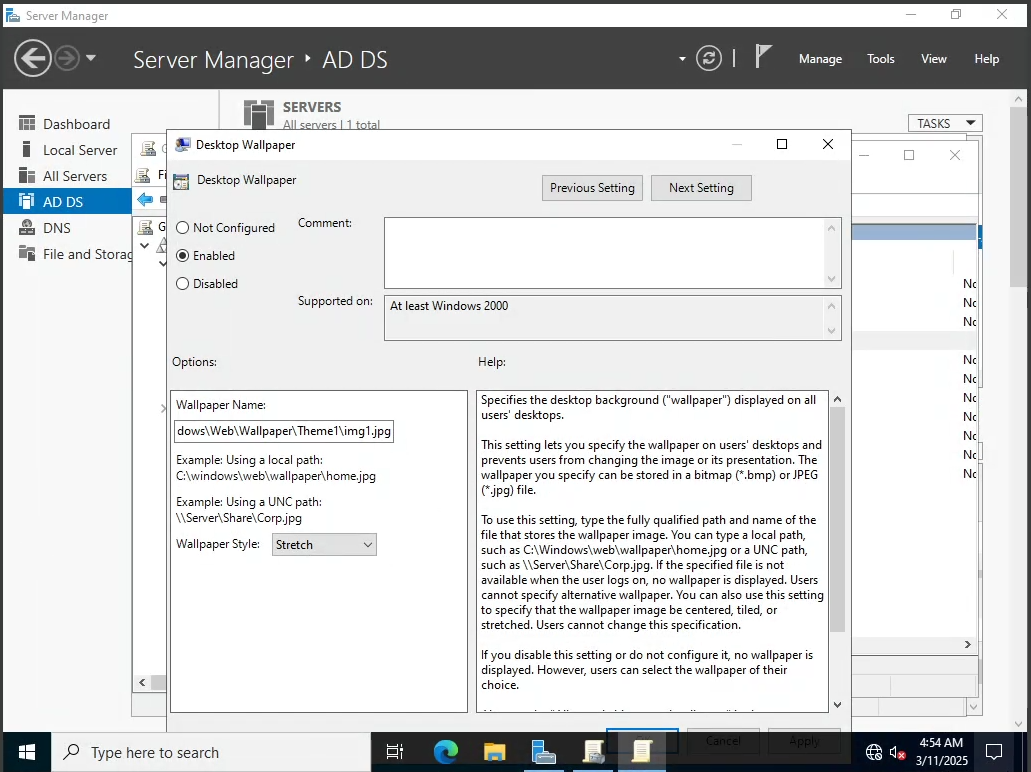 Server Manager
Server Manager ‣ AD DS
Manage
Tools
View
Help
Dashboard
Local Server
All Servers
AD DS
DNS
File and Storag
SERVERS
All servers | 1 total
TASKS
Desktop Wallpaper
Desktop Wallpaper
Previous Setting
Next Setting
Not Configured
Enabled
Disabled
Comment:
Supported on:
At least Windows 2000
Options:
Help:
Wallpaper Name:
dows\Web\Wallpaper\Theme1\img1.jpg
Example: Using a local path:
C:\windows\web\wallpaper\home.jpg
Example: Using a UNC path:
\\Server\Share\Corp.jpg
Wallpaper Style:
Stretch
Specifies the desktop background ("wallpaper") displayed on all
users' desktops.
This setting lets you specify the wallpaper on users' desktops and
prevents users from changing the image or its presentation. The
wallpaper you specify can be stored in a bitmap (*.bmp) or JPEG
(*.jpg) file.
To use this setting, type the fully qualified path and name of the
file that stores the wallpaper image. You can type a local path,
such as C:\Windows\web\wallpaper\home.jpg or a UNC path,
such as \\Server\Share\Corp.jpg. If the specified file is not
available when the user logs on, no wallpaper is displayed. Users
cannot specify alternative wallpaper. You can also use this setting
to specify that the wallpaper image be centered, tiled, or
stretched. Users cannot change this specification.
If you disable this setting or do not configure it, no wallpaper is
displayed. However, users can select the wallpaper of their
choice.
Cancel
Apply
Type here to search
4:54 AM
3/11/2025